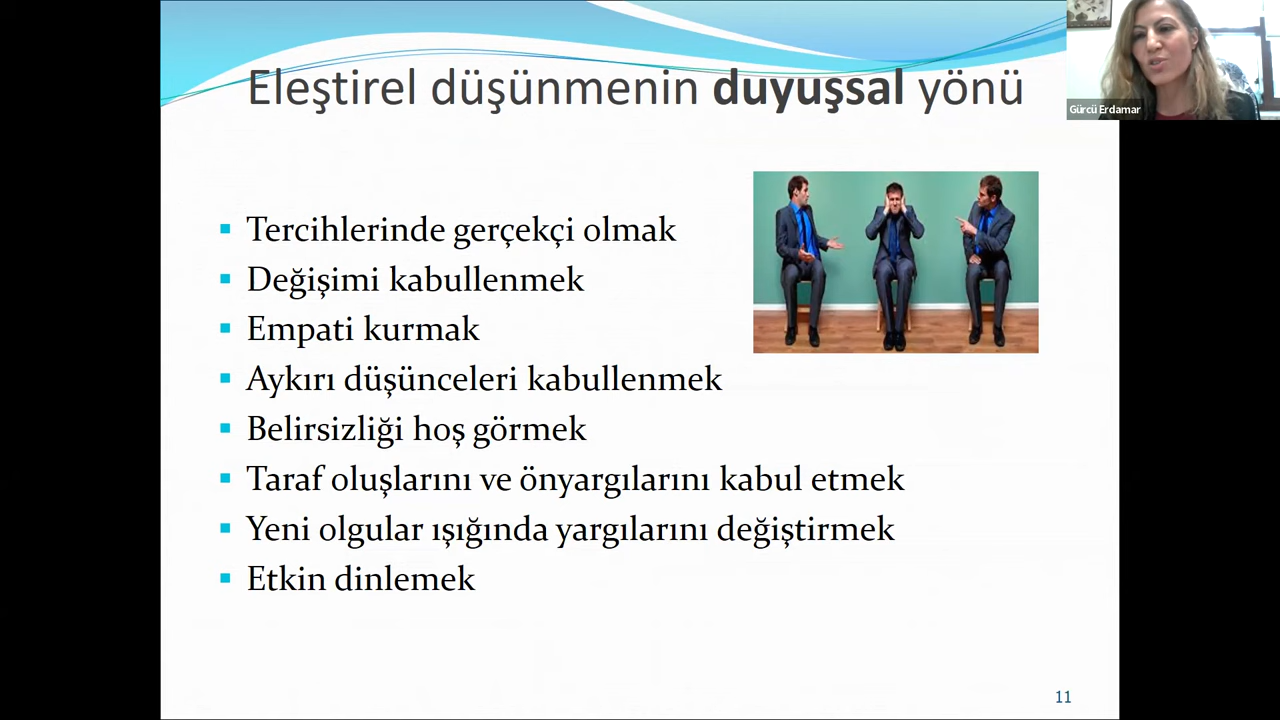 Eleştirel düşünmenin duyuşsal yönü
Gürcü Erdamar
Tercihlerinde gerçekçi olmak
Değişimi kabullenmek
Empati kurmak
Aykırı düşünceleri kabullenmek
Belirsizliği hoş görmek
Taraf oluşlarını ve önyargılarını kabul etmek
Yeni olgular ışığında yargılarını değiştirmek
Etkin dinlemek
11